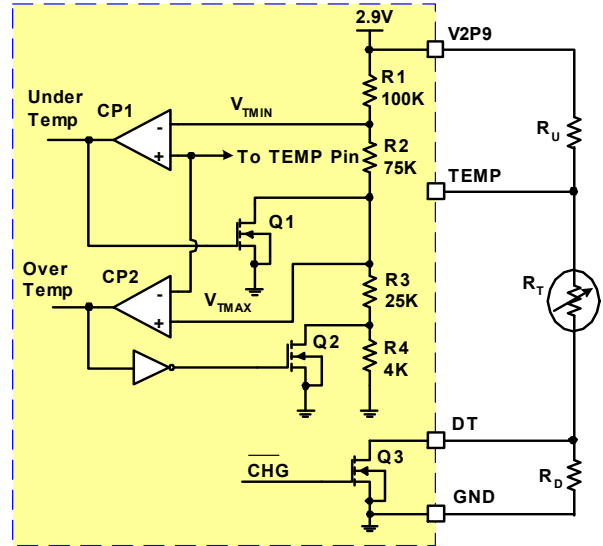 2.9V
V2P9
R1
100K
Under
Temp
CP1
VTMIN
-
+
To TEMP Pin
R2
75K
RU
TEMP
Q1
Over
Temp
CP2
VTMAX
-
+
R3
25K
RT
Q2
R4
4K
DT
CHG
Q3
RD
GND